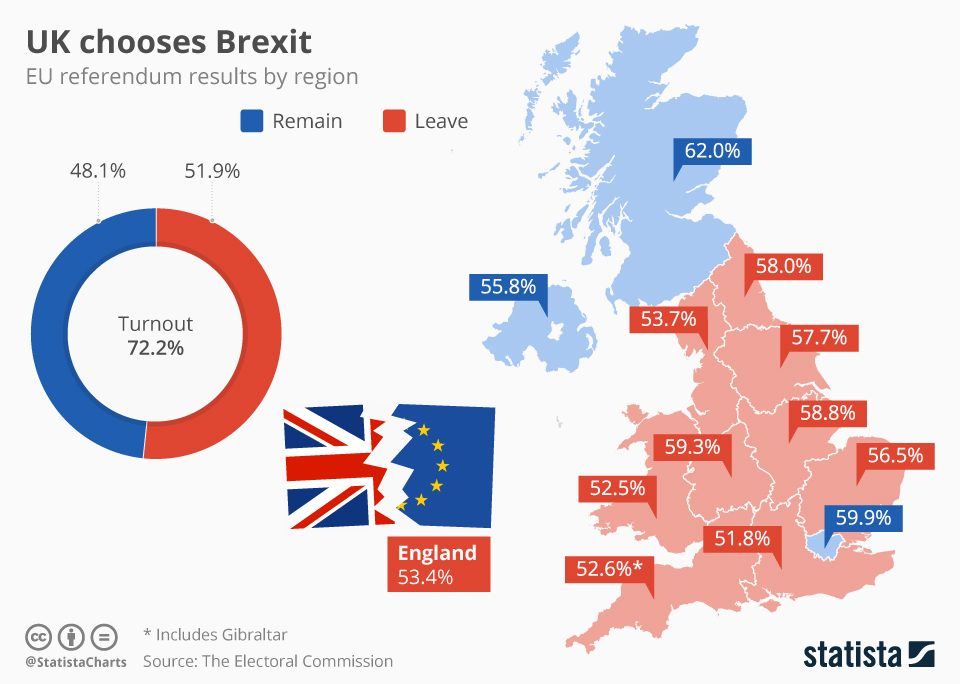 UK chooses Brexit
EU referendum results by region
Remain
Leave
48.1%
51.9%
Turnout
72.2%
62.0%
55.8%
58.0%
53.7%
57.7%
58.8%
59.3%
56.5%
52.5%
59.9%
51.8%
52.6%*
England
53.4%
cc
* Includes Gibraltar
@StatistaCharts
Source: The Electoral Commission
statista